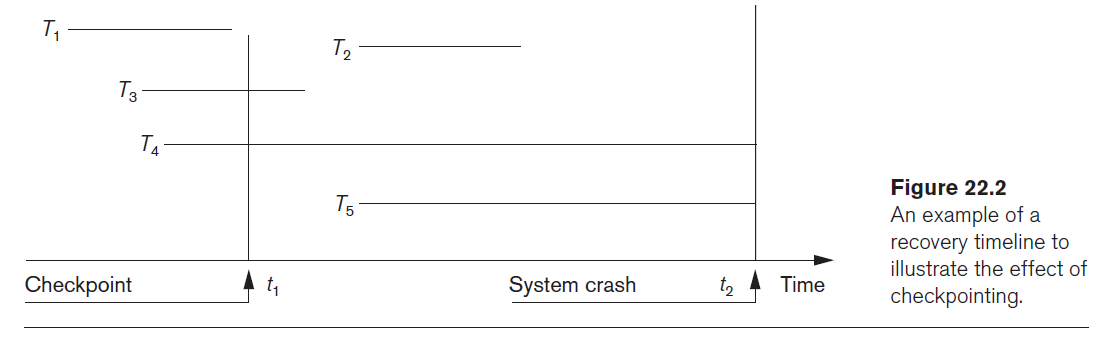 T1
T2
T3
T4
T5
Checkpoint t1 System crash t2 Time
Figure 22.2
An example of a
recovery timeline to
illustrate the effect of
checkpointing.